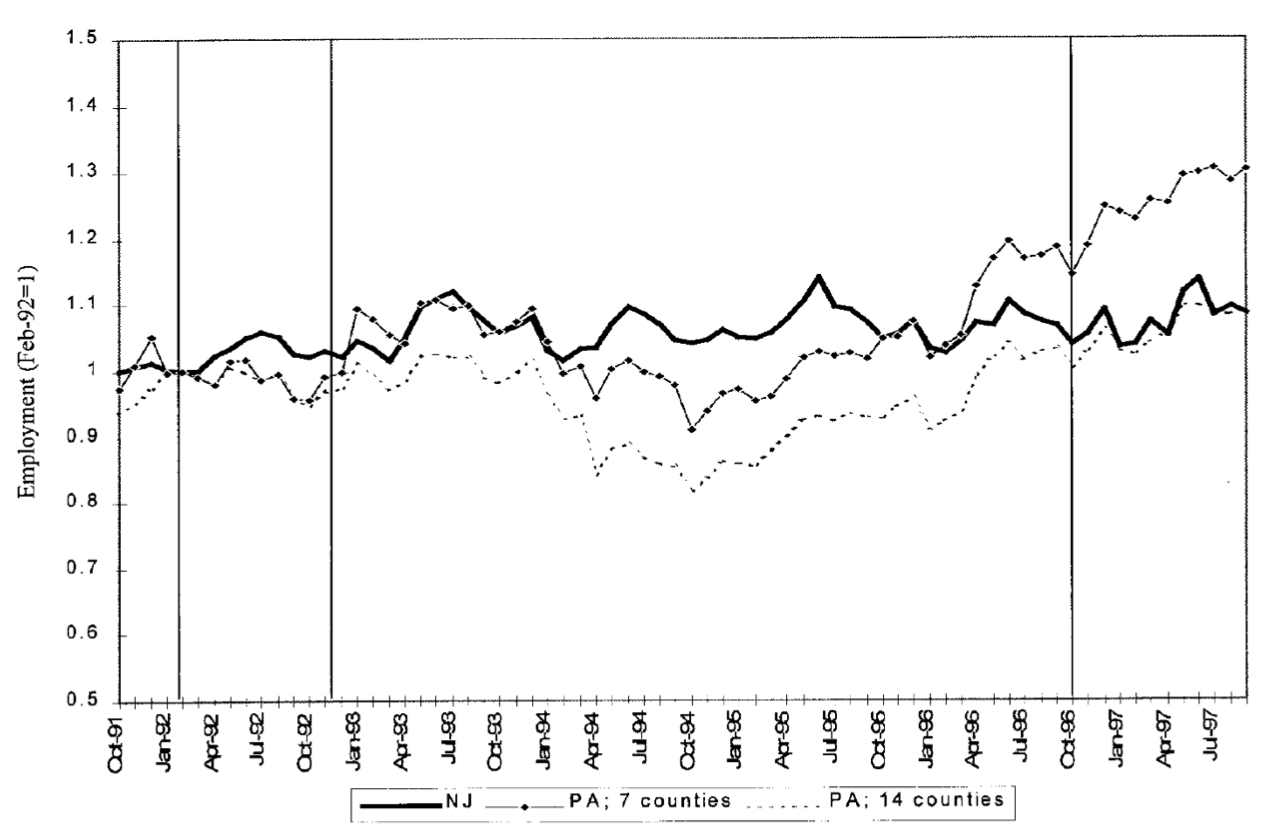 1.5
1.4
1.3
1.2
1.1
1
0.9
0.8
0.7
0.6
0.5
Employment (Feb-92=1)
Oct-91
Jan-92
Apr-92
Jul-92
Oct-92
Jan-93
Apr-93
Jul-93
Oct-93
Jan-94
Apr-94
Jul-94
Oct-94
Jan-95
Apr-95
Jul-95
Oct-95
Jan-96
Apr-96
Jul-96
Oct-96
Jan-97
Apr-97
Jul-97
NJ PA; 7 counties PA; 14 counties